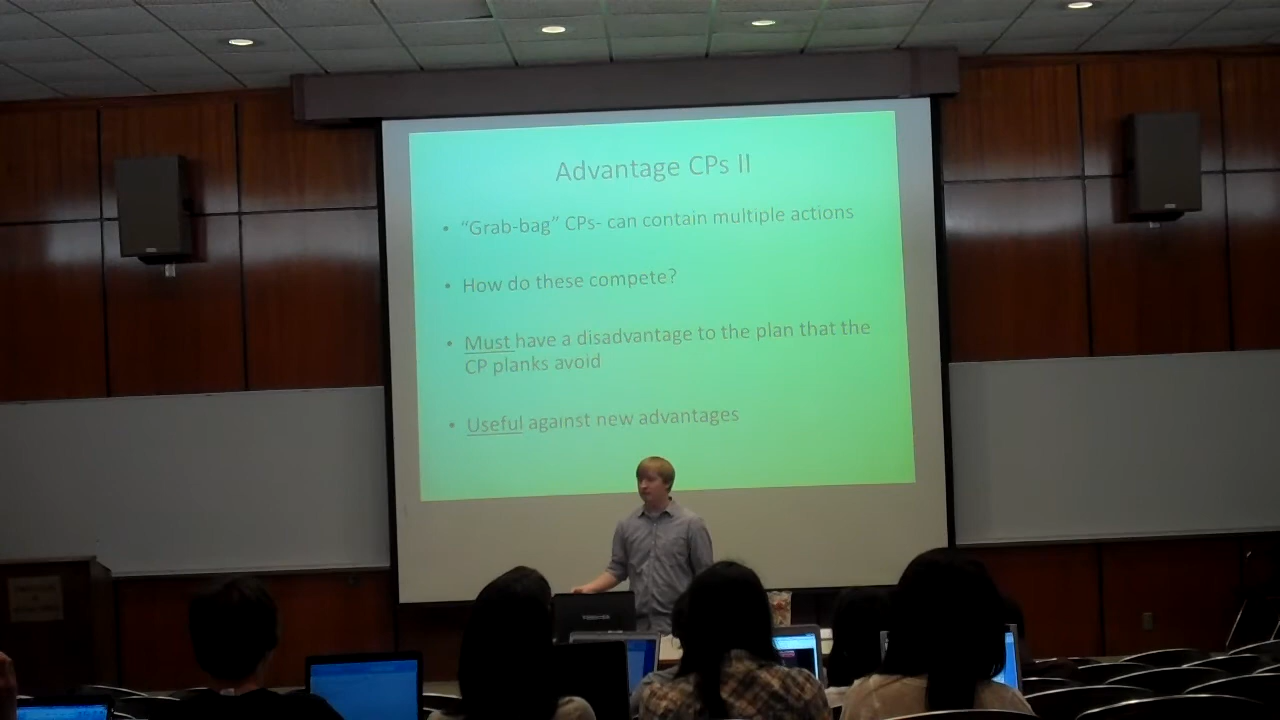 Advantage CPs II
• "Grab-bag" CPs- can contain multiple actions
• How do these compete?
• Must have a disadvantage to the plan that the
CP planks avoid
• Useful against new advantages
TOSHIBA